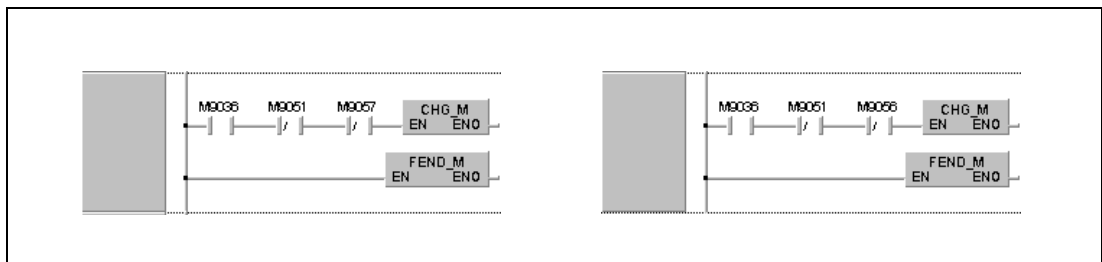 M9036 M9051 M9057 CHG_M
EN ENO
FEND_M
EN ENO
M9036 M9051 M9056 CHG_M
EN ENO
FEND_M
EN ENO